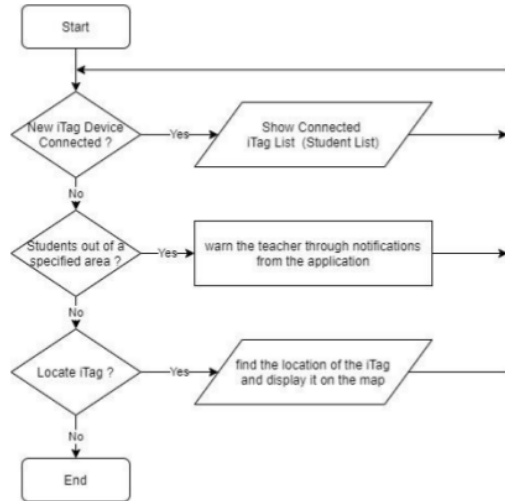 Start
New iTag Device
Connected ?
Yes
Show Connected
iTag List (Student List)
No
Students out of a
specified area ?
Yes
warn the teacher through notifications
from the application
No
Locate iTag ?
Yes
find the location of the iTag
and display it on the map
No
End